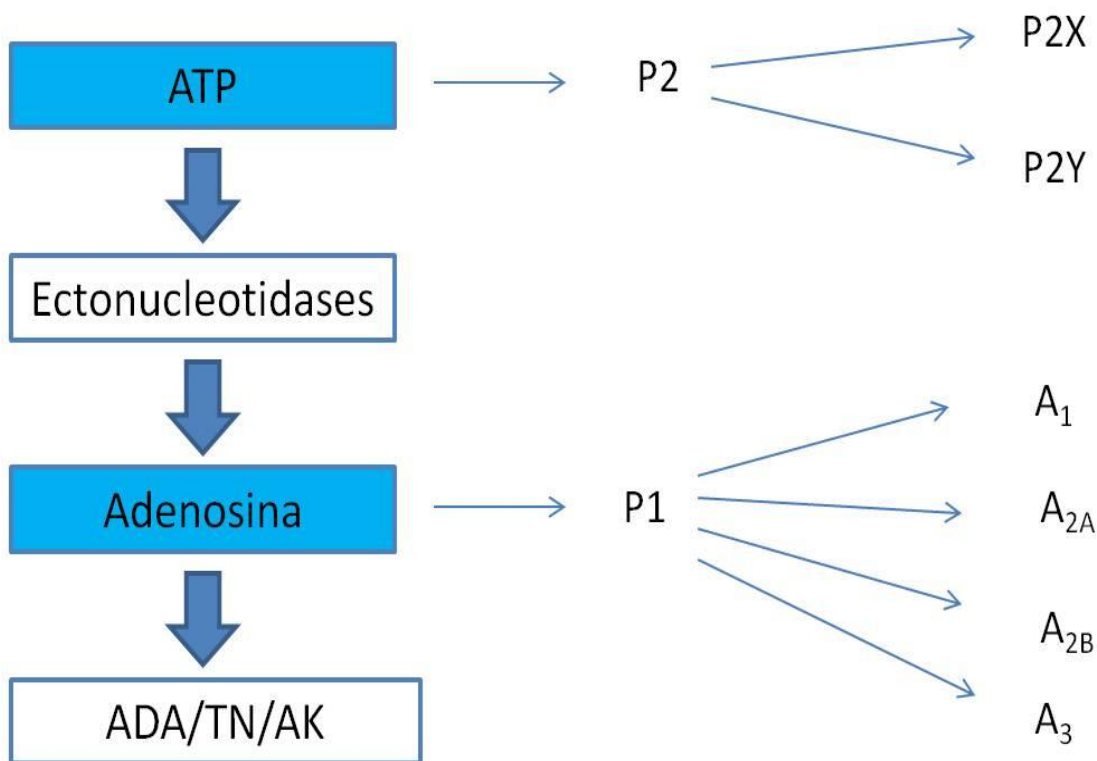 P2X
ATP
P2
P2Y
Ectonucleotidases
A₁
Adenosina
P1
A₂A
A₂B
ADA/TN/AK
A₃